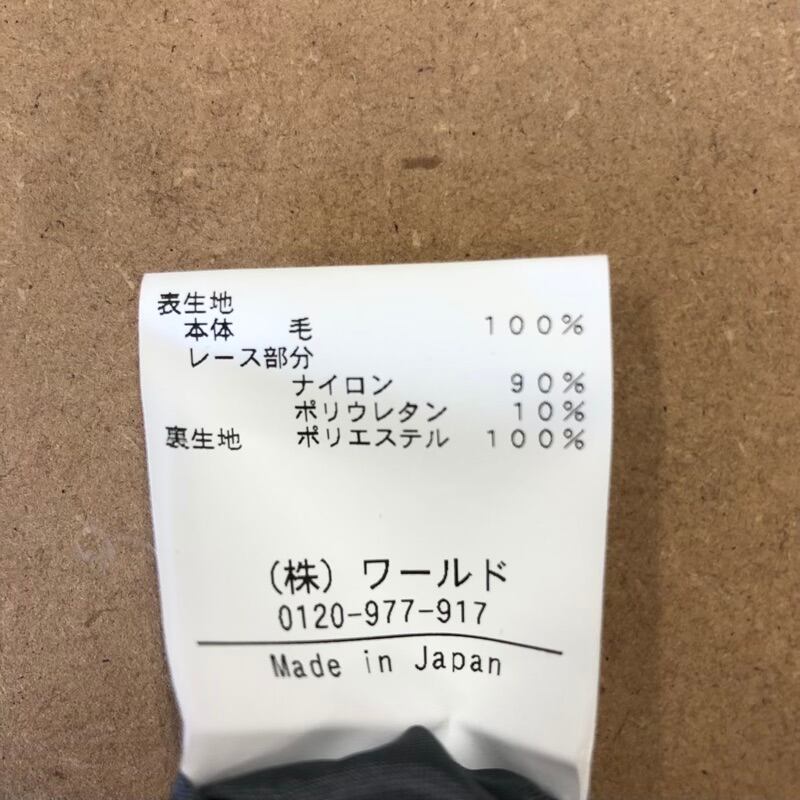 表生地
本体 毛 100%
レース部分
ナイロン 90%
ポリウレタン 10%
裏生地 ポリエステル 100%
(株) ワールド
0120-977-917
Made in Japan